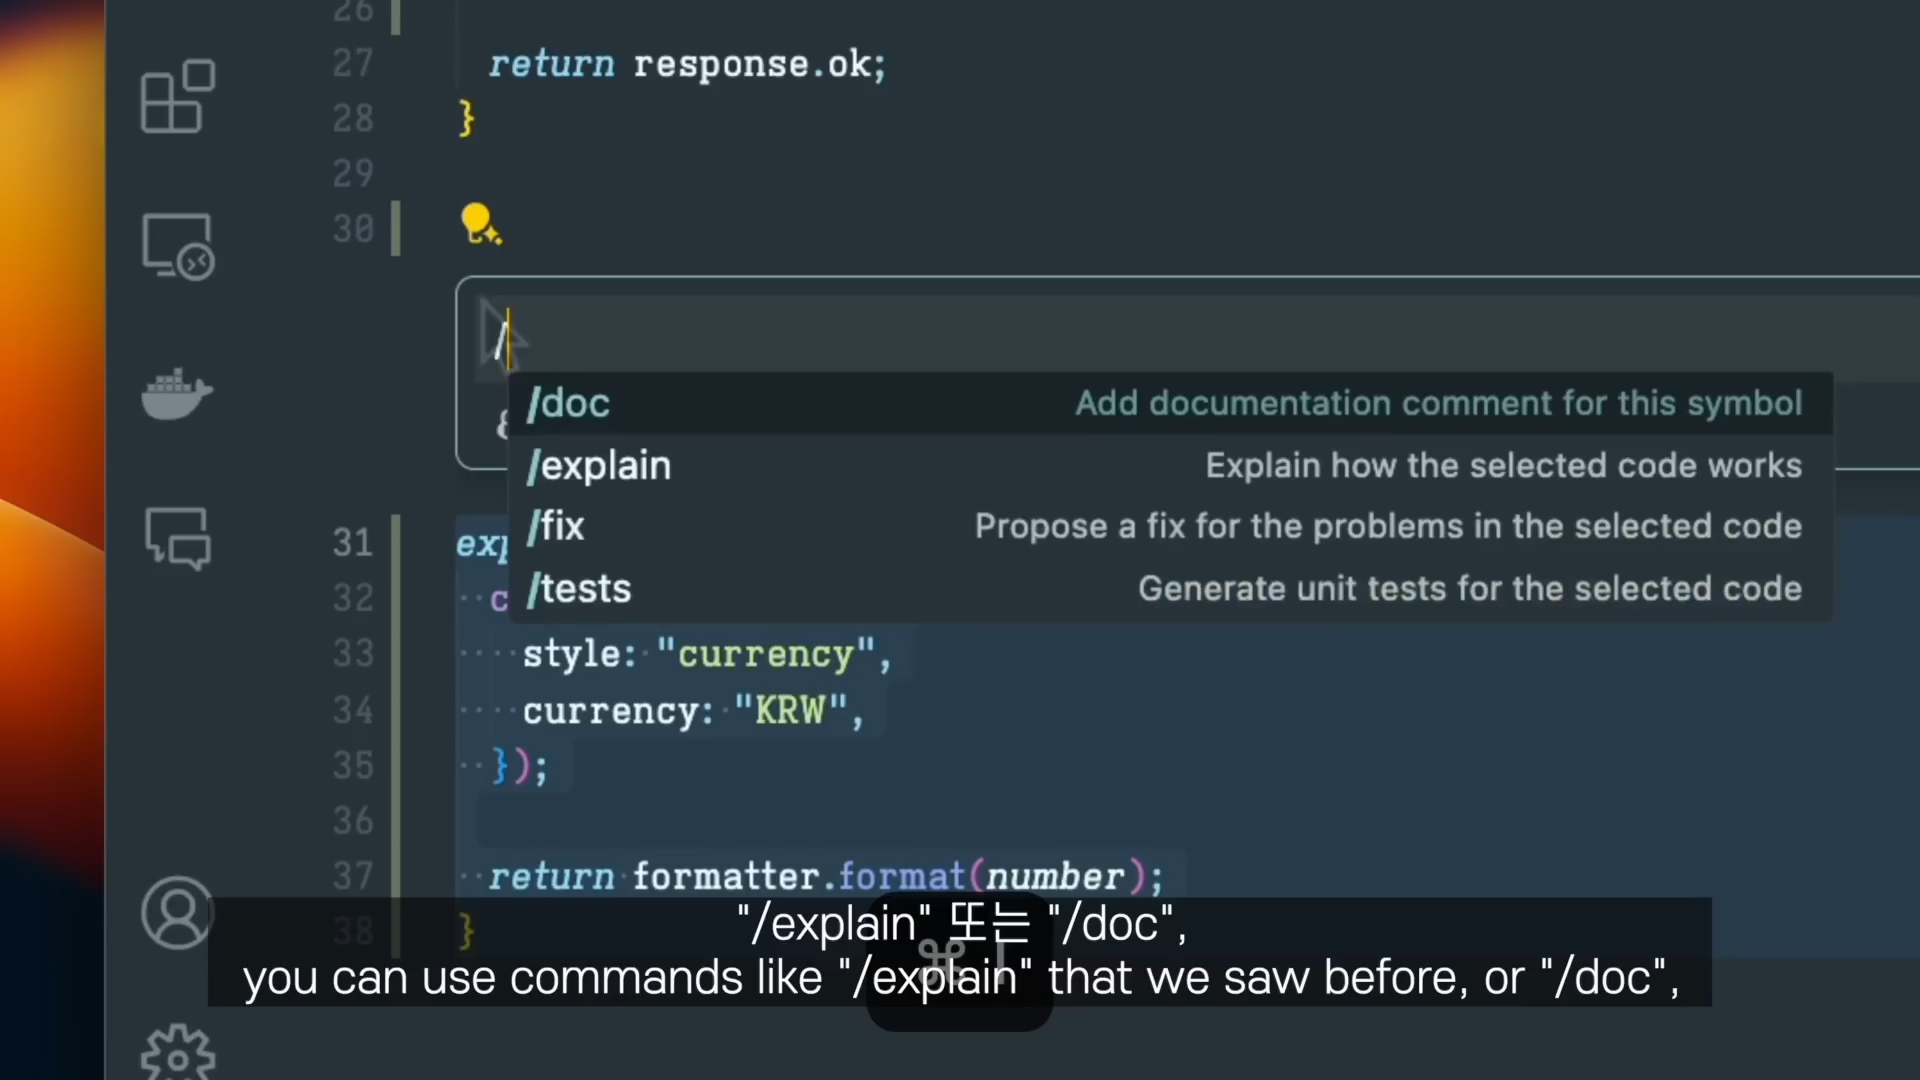 26
27 return response.ok;
28 }
29
30
/
/doc Add documentation comment for this symbol
/explain Explain how the selected code works
/fix Propose a fix for the problems in the selected code
/tests Generate unit tests for the selected code
31
32 c
33 style: "currency",
34 currency: "KRW",
35 });
36
37 return formatter.format(number);
38 }
"/explain" 또는 "/doc",
you can use commands like "/explain" that we saw before, or "/doc",
⌘ I